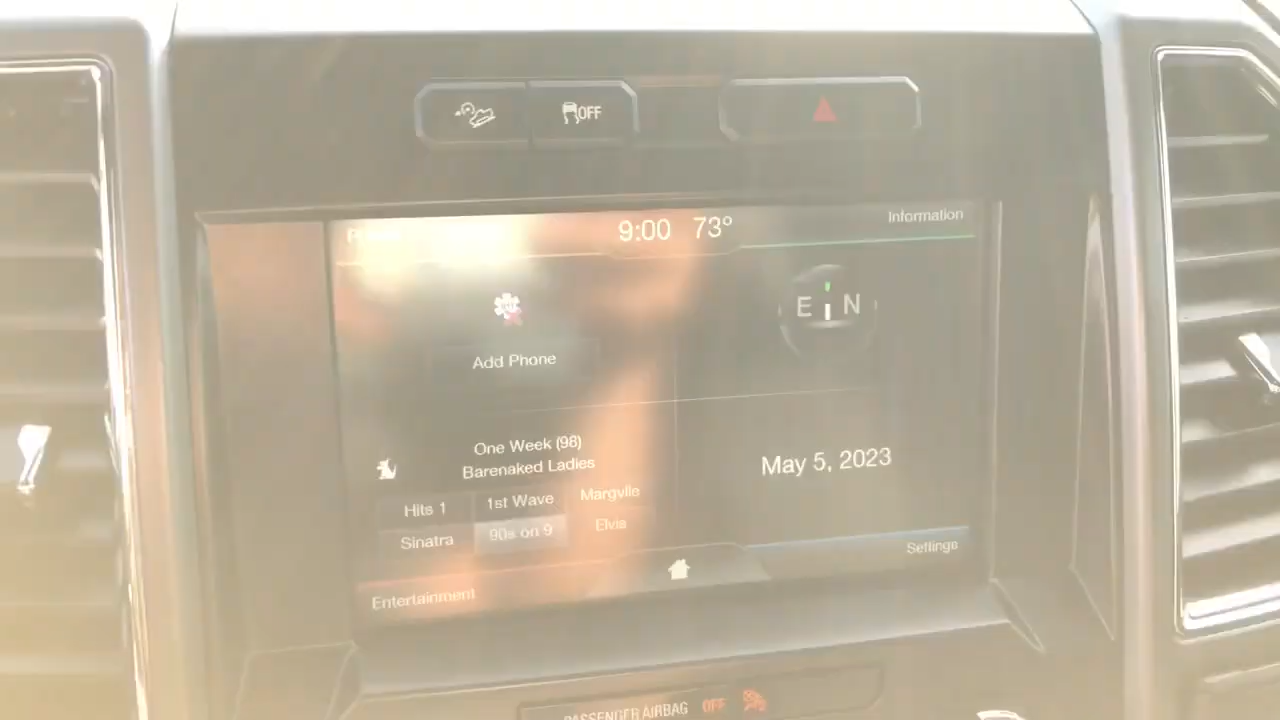 OFF
9:00 73°
Information
E N
Add Phone
One Week (98)
Barenaked Ladies
May 5, 2023
Hits 1 1st Wave Margvlle
Sinatra 90s on 9 Elvis
Settings
Entertainment
PASSENGER AIRBAG OFF